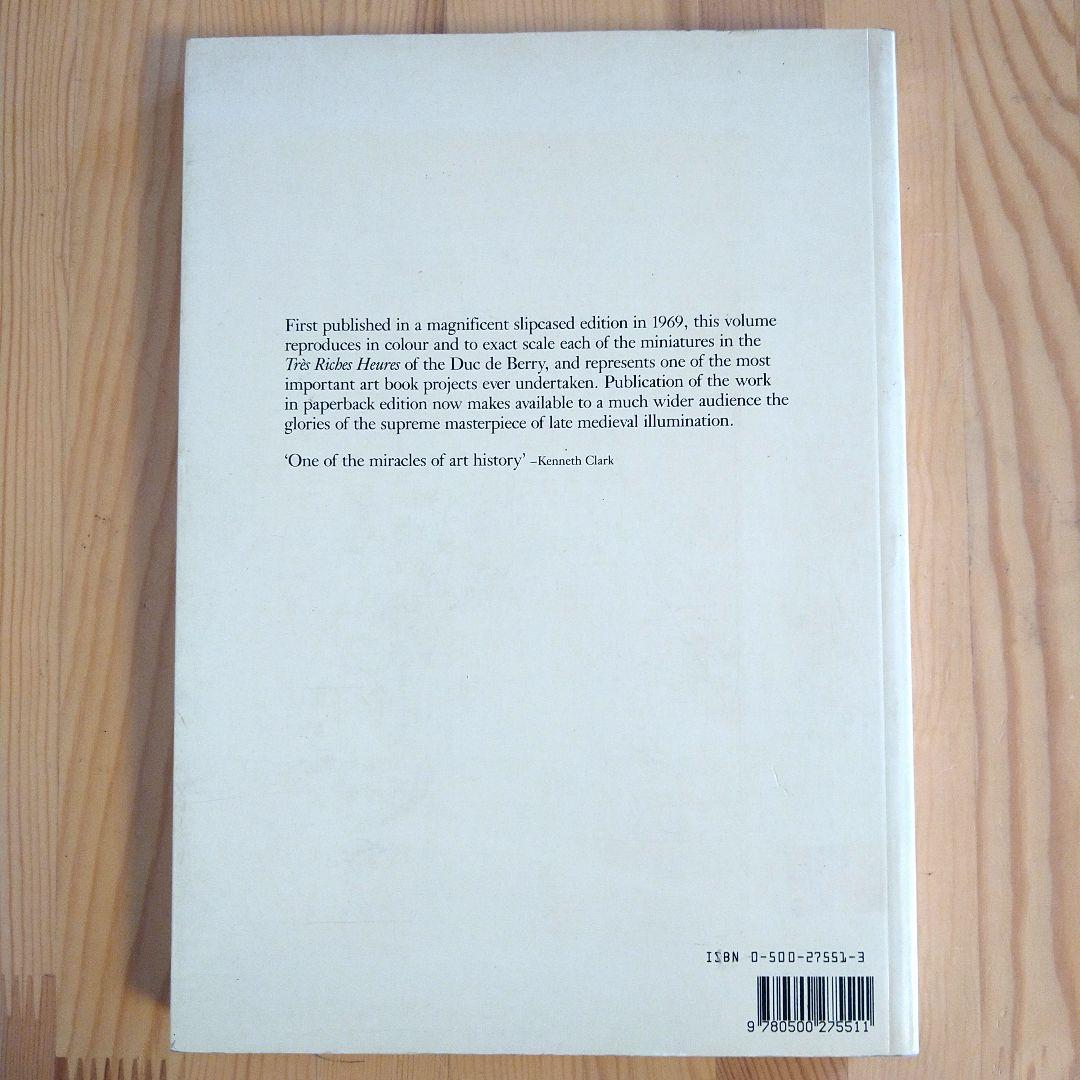 First published in a magnificent slipcased edition in 1969, this volume
reproduces in colour and to exact scale each of the miniatures in the
Très Riches Heures of the Duc de Berry, and represents one of the most
important art book projects ever undertaken. Publication of the work
in paperback edition now makes available to a much wider audience the
glories of the supreme masterpiece of late medieval illumination.
‘One of the miracles of art history’ –Kenneth Clark
ISBN 0-500-27551-3
9 780500 275511